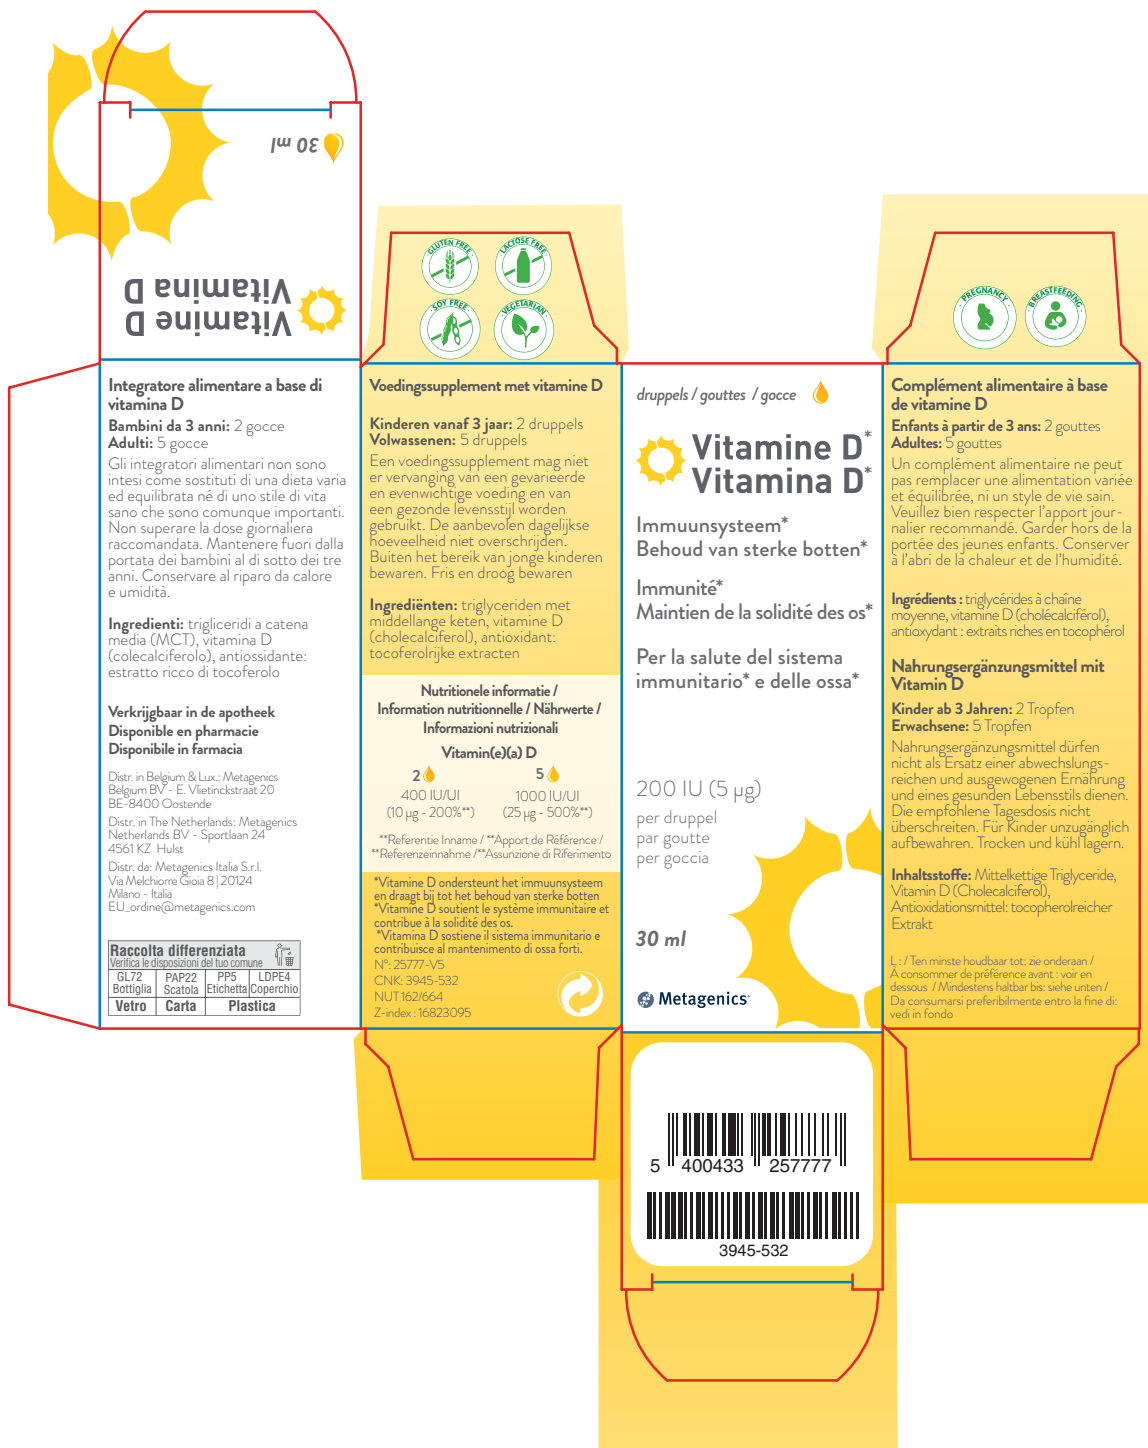 30 ml
Vitamine D
Vitamina D
Integratore alimentare a base di
vitamina D
Bambini da 3 anni: 2 gocce
Adulti: 5 gocce
Gli integratori alimentari non sono
intesi come sostituti di una dieta varia
ed equilibrata né di uno stile di vita
sano che sono comunque importanti.
Non superare la dose giornaliera
raccomandata. Mantenere fuori dalla
portata dei bambini al di sotto dei tre
anni. Conservare al riparo da calore
e umidità.
Ingredienti: trigliceridi a catena
media (MCT), vitamina D
(colecalciferolo), antiossidante:
estratto ricco di tocoferolo
Verkrijgbaar in de apotheek
Disponible en pharmacie
Disponibile in farmacia
Distr. in Belgium & Lux.: Metagenics
Belgium BV - E. Vlietinckstraat 20
BE-8400 Oostende
Distr. in The Netherlands: Metagenics
Netherlands BV - Sportlaan 24
4561 KZ Hulst
Distr. da: Metagenics Italia S.r.l.
Via Melchiorre Gioia 8 | 20124
Milano - Italia
EU_ordine@metagenics.com
Raccolta differenziata
Verifica le disposizioni del tuo comune
GL72 PAP22 PP5 LDPE4
Bottiglia Scatola Etichetta Coperchio
Vetro Carta Plastica
· GLUTEN FREE ·
· LACTOSE FREE ·
· SOY FREE ·
· VEGETARIAN ·
Voedingssupplement met vitamine D
Kinderen vanaf 3 jaar: 2 druppels
Volwassenen: 5 druppels
Een voedingssupplement mag niet
er vervanging van een gevarieerde
en evenwichtige voeding en van
een gezonde levensstijl worden
gebruikt. De aanbevolen dagelijkse
hoeveelheid niet overschrijden.
Buiten het bereik van jonge kinderen
bewaren. Fris en droog bewaren
Ingrediënten: triglyceriden met
middellange keten, vitamine D
(cholecalciferol), antioxidant:
tocoferolrijke extracten
Nutritionele informatie /
Information nutritionnelle / Nährwerte /
Informazioni nutrizionali
Vitamin(e)(a) D
2 5
400 IU/UI 1000 IU/UI
(10 µg - 200%**) (25 µg - 500%**)
**Referentie Inname / **Apport de Référence /
**Referenzeinnahme /**Assunzione di Riferimento
*Vitamine D ondersteunt het immuunsysteem
en draagt bij tot het behoud van sterke botten
*Vitamine D soutient le système immunitaire et
contribue à la solidité des os.
*Vitamina D sostiene il sistema immunitario e
contribuisce al mantenimento di ossa forti.
N°: 25777-V5
CNK: 3945-532
NUT 162/664
Z-index : 16823095
druppels / gouttes / gocce
Vitamine D*
Vitamina D*
Immuunsysteem*
Behoud van sterke botten*
Immunité*
Maintien de la solidité des os*
Per la salute del sistema
immunitario* e delle ossa*
200 IU (5 µg)
per druppel
par goutte
per goccia
30 ml
Metagenics
5 400433 257777
3945-532
· PREGNANCY ·
· BREASTFEEDING ·
Complément alimentaire à base
de vitamine D
Enfants à partir de 3 ans: 2 gouttes
Adultes: 5 gouttes
Un complément alimentaire ne peut
pas remplacer une alimentation variée
et équilibrée, ni un style de vie sain.
Veuillez bien respecter l'apport jour-
nalier recommandé. Garder hors de la
portée des jeunes enfants. Conserver
à l'abri de la chaleur et de l'humidité.
Ingrédients : triglycérides à chaîne
moyenne, vitamine D (cholécalciférol),
antioxydant : extraits riches en tocophérol
Nahrungsergänzungsmittel mit
Vitamin D
Kinder ab 3 Jahren: 2 Tropfen
Erwachsene: 5 Tropfen
Nahrungsergänzungsmittel dürfen
nicht als Ersatz einer abwechslungs-
reichen und ausgewogenen Ernährung
und eines gesunden Lebensstils dienen.
Die empfohlene Tagesdosis nicht
überschreiten. Für Kinder unzugänglich
aufbewahren. Trocken und kühl lagern.
Inhaltsstoffe: Mittelkettige Triglyceride,
Vitamin D (Cholecalciferol),
Antioxidationsmittel: tocopherolreicher
Extrakt
L : / Ten minste houdbaar tot: zie onderaan /
À consommer de préférence avant : voir en
dessous / Mindestens haltbar bis: siehe unten /
Da consumarsi preferibilmente entro la fine di:
vedi in fondo